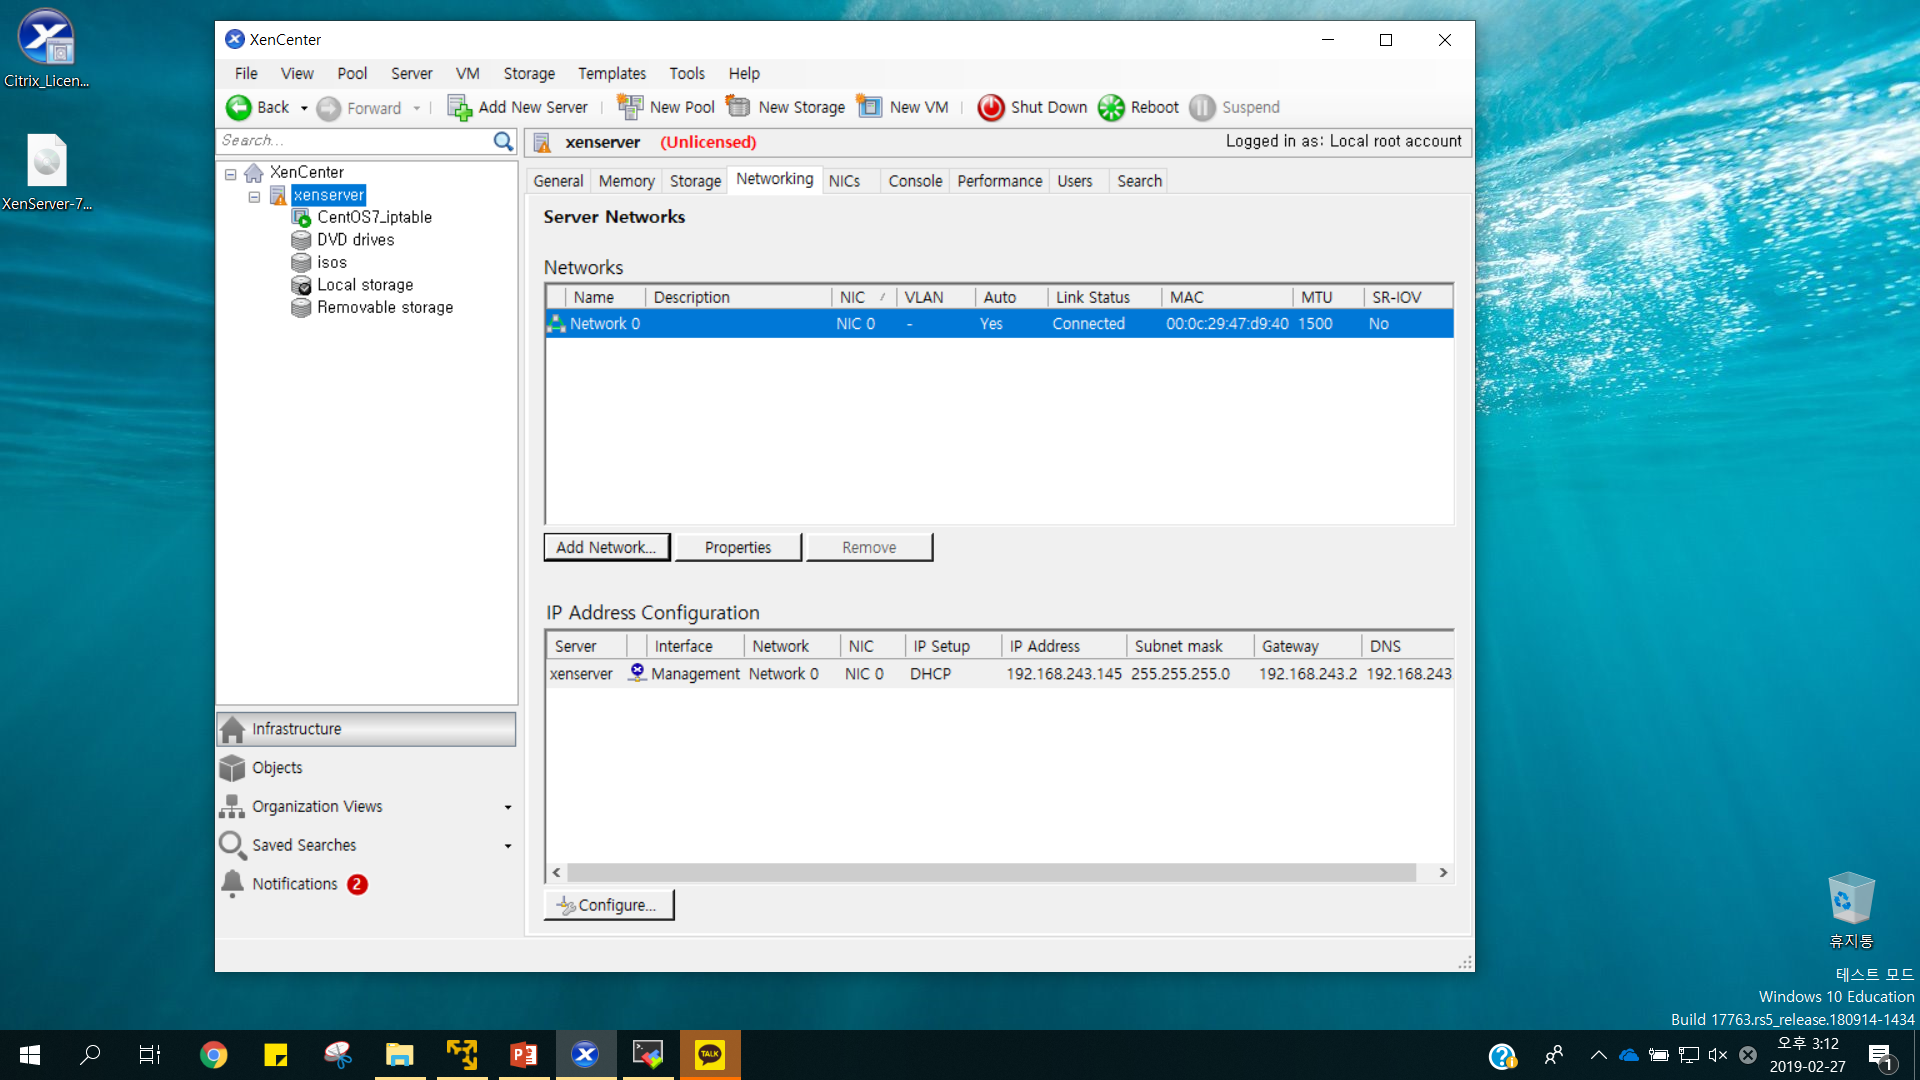 Citrix_Licen...
XenServer-7...
XenCenter
File View Pool Server VM Storage Templates Tools Help
Back Forward Add New Server New Pool New Storage New VM Shut Down Reboot Suspend
Search...
XenCenter
xenserver
CentOS7_iptable
DVD drives
isos
Local storage
Removable storage
Infrastructure
Objects
Organization Views
Saved Searches
Notifications 2
xenserver (Unlicensed) Logged in as: Local root account
General Memory Storage Networking NICs Console Performance Users Search
Server Networks
Networks
Name Description NIC VLAN Auto Link Status MAC MTU SR-IOV
Network 0 NIC 0 - Yes Connected 00:0c:29:47:d9:40 1500 No
Add Network... Properties Remove
IP Address Configuration
Server Interface Network NIC IP Setup IP Address Subnet mask Gateway DNS
xenserver Management Network 0 NIC 0 DHCP 192.168.243.145 255.255.255.0 192.168.243.2 192.168.243
Configure...
휴지통
테스트 모드
Windows 10 Education
Build 17763.rs5_release.180914-1434
TALK
오후 3:12
2019-02-27
1